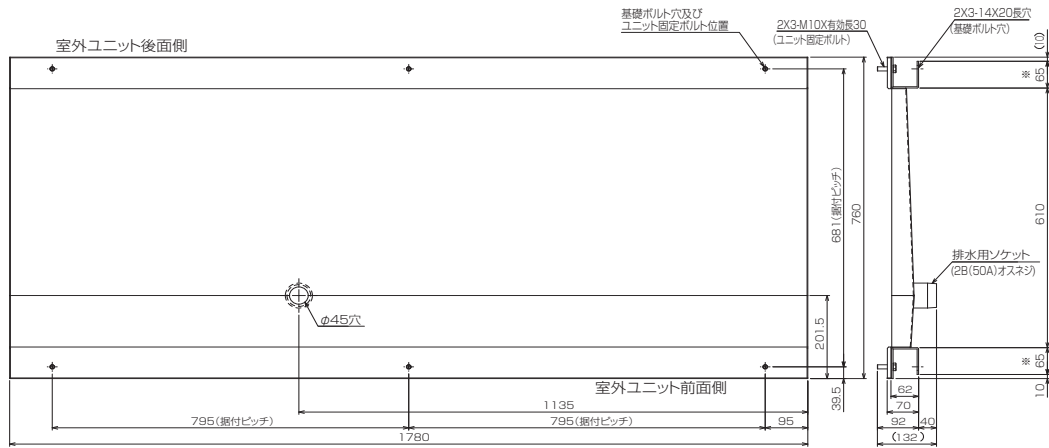 室外ユニット後面側
基礎ボルト穴及び
ユニット固定ボルト位置
2X3-M10X有効長30
(ユニット固定ボルト)
2X3-14X20長穴
(基礎ボルト穴)
(10)
※ 65
681(据付ピッチ)
760
610
排水用ソケット
(2B(50A)オスネジ)
φ45穴
201.5
※ 65
10
39.5
室外ユニット前面側
62
70
92
40
(132)
1135
795(据付ピッチ)
795(据付ピッチ)
95
1780